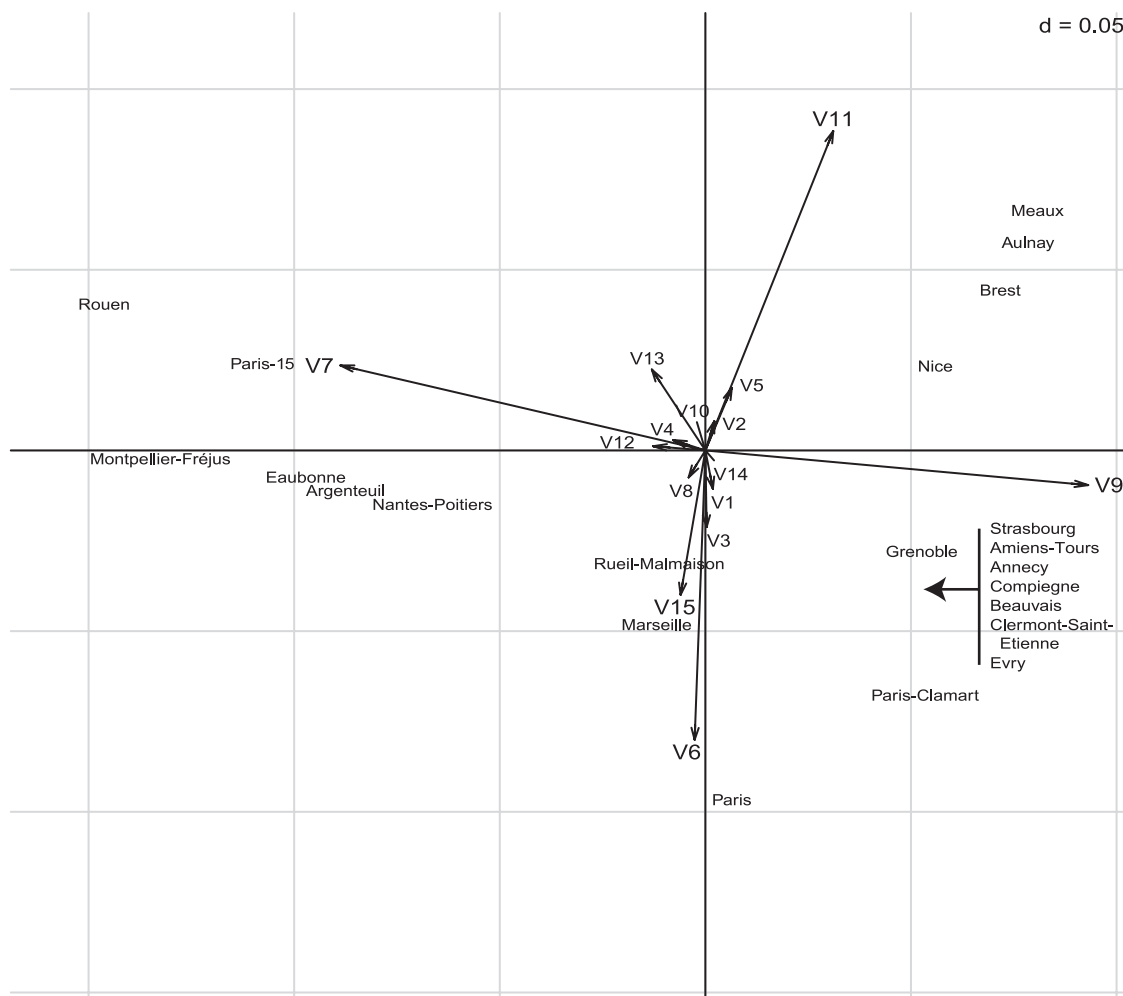 d = 0.05
V11
Meaux
Aulnay
Brest
Rouen
Paris-15
V7
V13
Nice
V5
V10
V2
V4
V12
Montpellier-Fréjus
Eaubonne
Argenteuil
Nantes-Poitiers
V14
V8
V9
V1
V3
Strasbourg
Grenoble
Amiens-Tours
Annecy
Rueil-Malmaison
Compiegne
V15
Beauvais
Marseille
Clermont-Saint-
Etienne
Evry
Paris-Clamart
V6
Paris